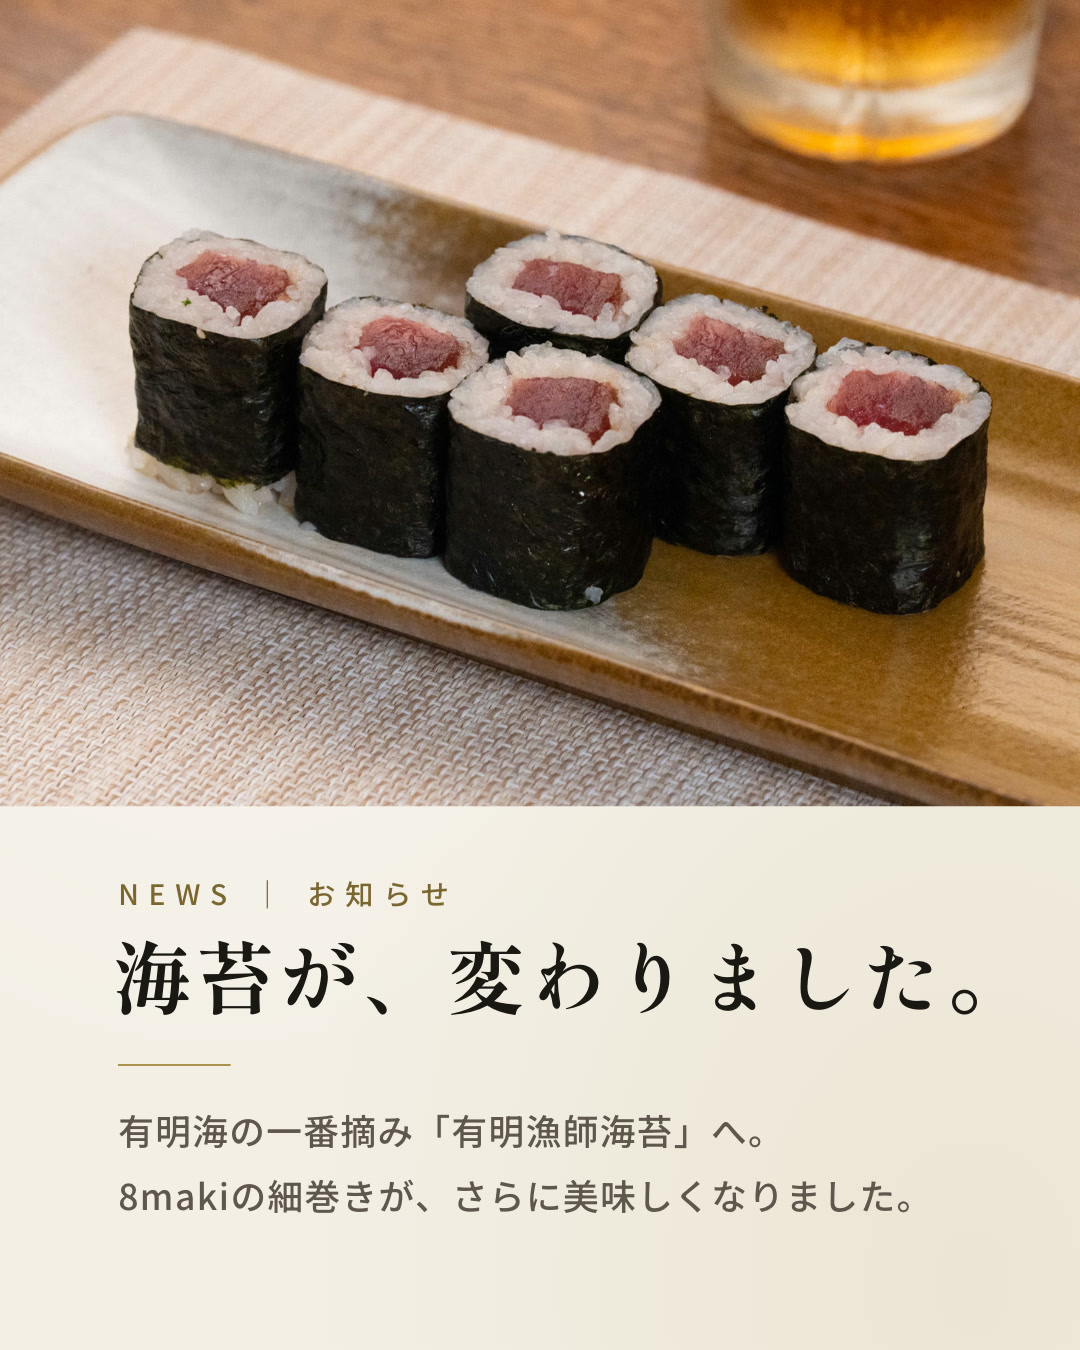 NEWS｜お知らせ
海苔が、変わりました。
有明海の一番摘み「有明漁師海苔」へ。
8makiの細巻きが、さらに美味しくなりました。